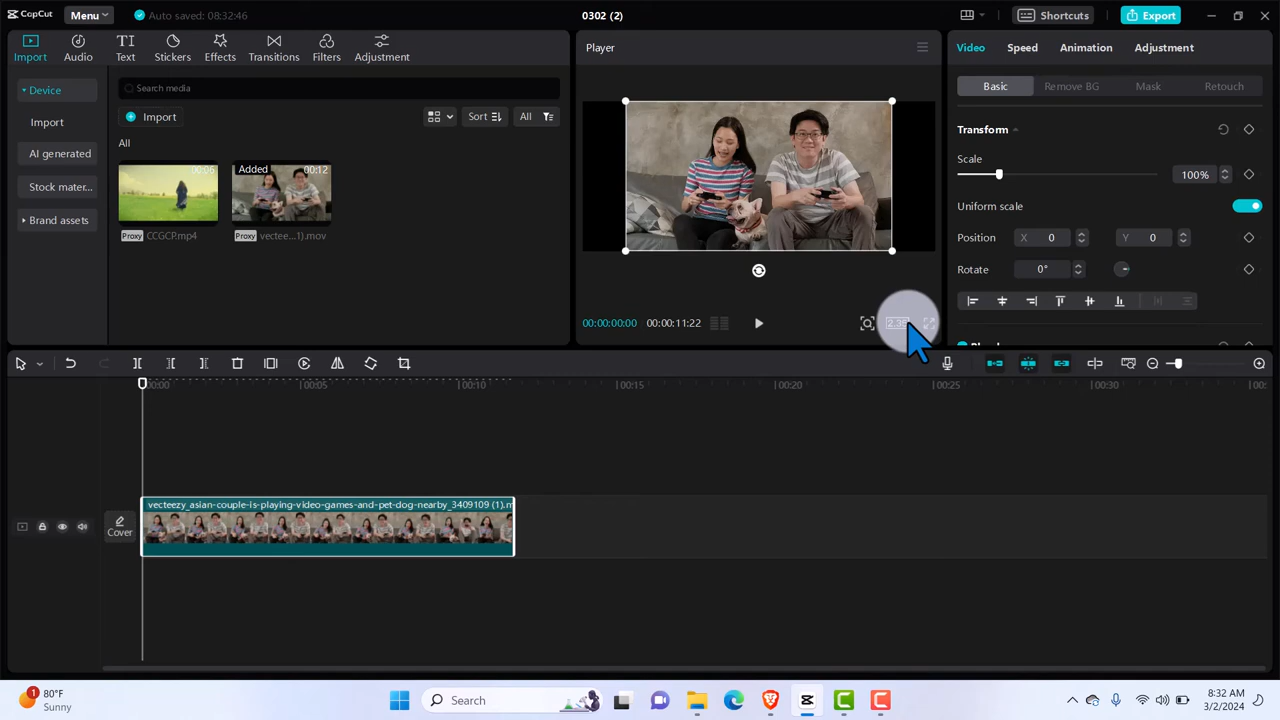 CapCut
Menu
Auto saved: 08:32:46
0302 (2)
Shortcuts
Export
Import
Audio
Text
Stickers
Effects
Transitions
Filters
Adjustment
Player
Video
Speed
Animation
Adjustment
Device
Import
AI generated
Stock mater...
Brand assets
Search media
Import
Sort
All
All
00:06
Proxy CCGCP.mp4
Added 00:12
Proxy vectee...1).mov
Basic
Remove BG
Mask
Retouch
Transform
Scale
100%
Uniform scale
Position
X 0
Y 0
Rotate
0°
00:00:00:00
00:00:11:22
00:00
00:05
00:10
00:15
00:20
00:25
00:30
Cover
vecteezy_asian-couple-is-playing-video-games-and-pet-dog-nearby_3409109 (1).m
1
80°F
Sunny
Search
8:32 AM
3/2/2024